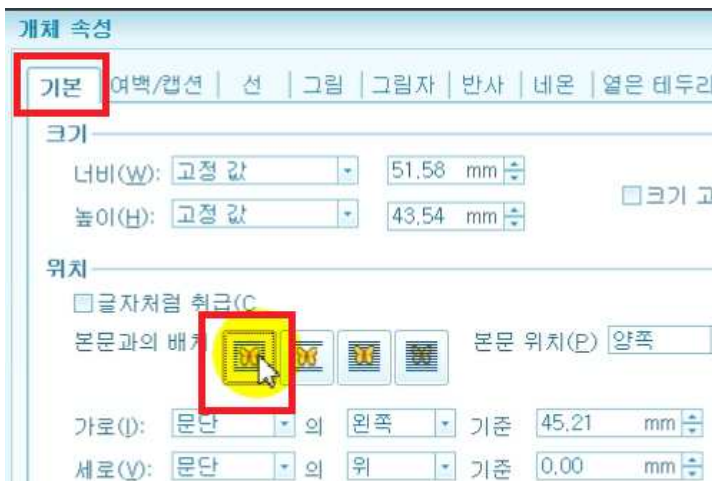 개체 속성
기본 여백/캡션 선 그림 그림자 반사 네온 옅은 테두리
크기
너비(W): 고정 값 51.58 mm
높이(H): 고정 값 43.54 mm
크기 고
위치
글자처럼 취급(C
본문과의 배치 본문 위치(P) 양쪽
가로(I): 문단 의 왼쪽 기준 45.21 mm
세로(V): 문단 의 위 기준 0.00 mm